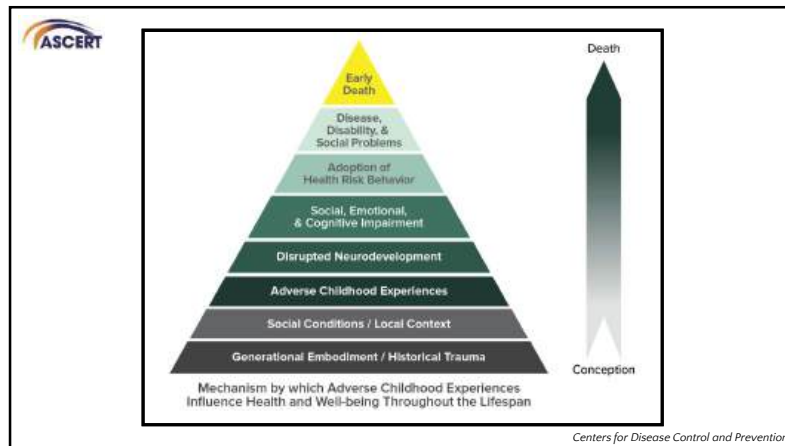 ASCERT
Early
Death
Disease,
Disability, &
Social Problems
Adoption of
Health Risk Behavior
Social, Emotional,
& Cognitive Impairment
Disrupted Neurodevelopment
Adverse Childhood Experiences
Social Conditions / Local Context
Generational Embodiment / Historical Trauma
Mechanism by which Adverse Childhood Experiences
Influence Health and Well-being Throughout the Lifespan
Death
Conception
Centers for Disease Control and Prevention